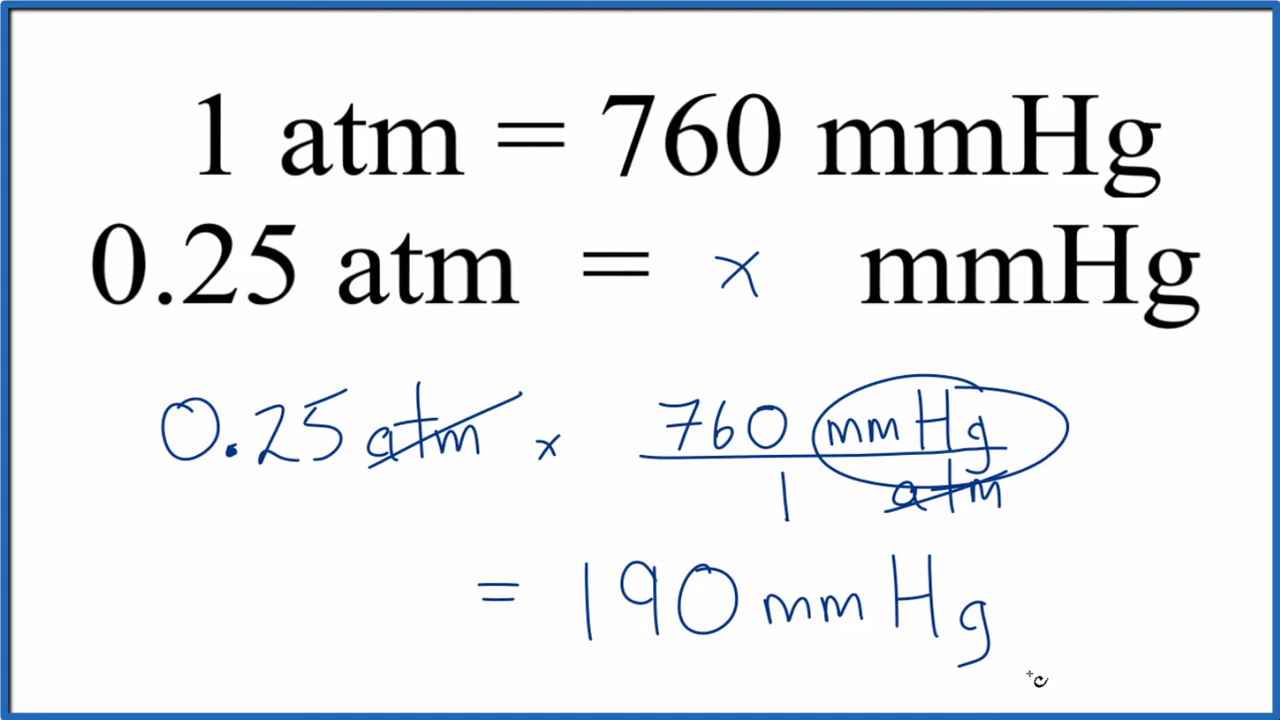 1 atm = 760 mmHg
0.25 atm = x mmHg
0.25 atm x 760 mmHg
1 atm
= 190 mmHg